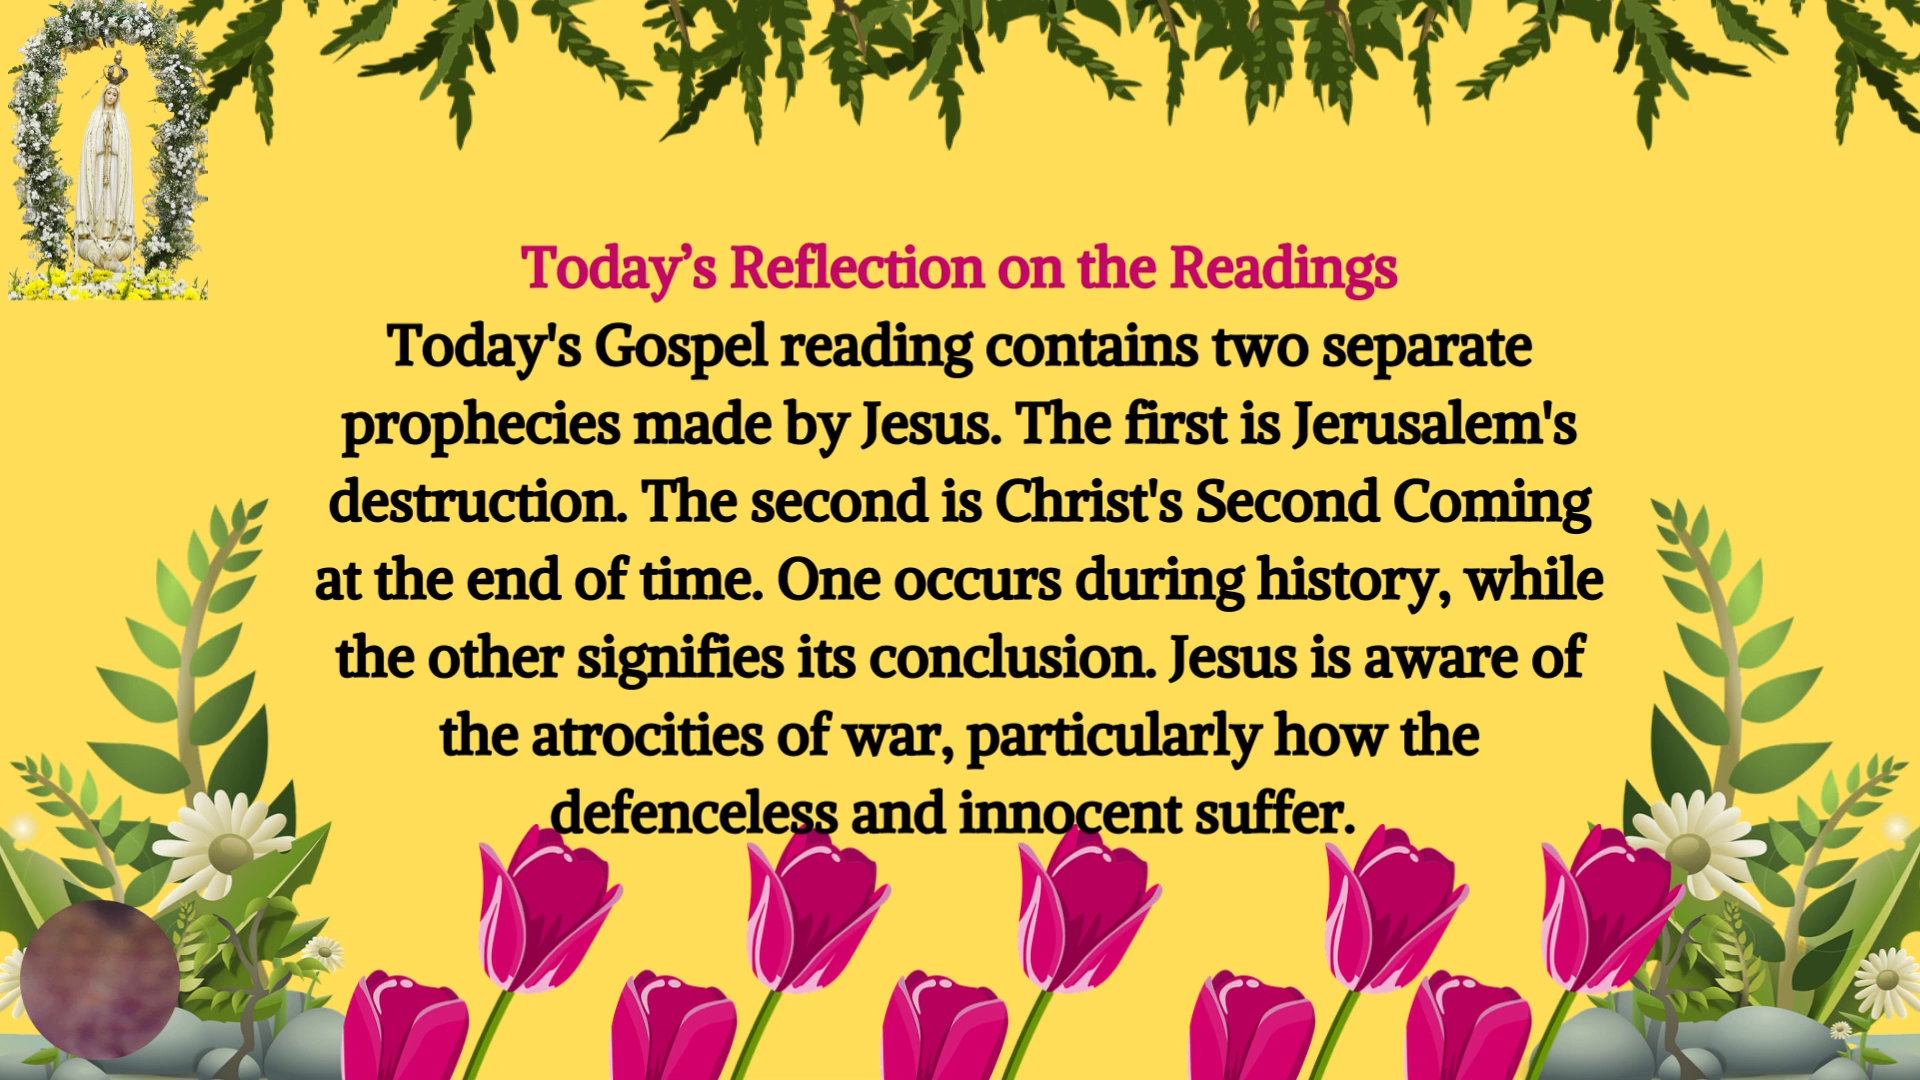 Today’s Reflection on the Readings
Today's Gospel reading contains two separate
prophecies made by Jesus. The first is Jerusalem's
destruction. The second is Christ's Second Coming
at the end of time. One occurs during history, while
the other signifies its conclusion. Jesus is aware of
the atrocities of war, particularly how the
defenceless and innocent suffer.